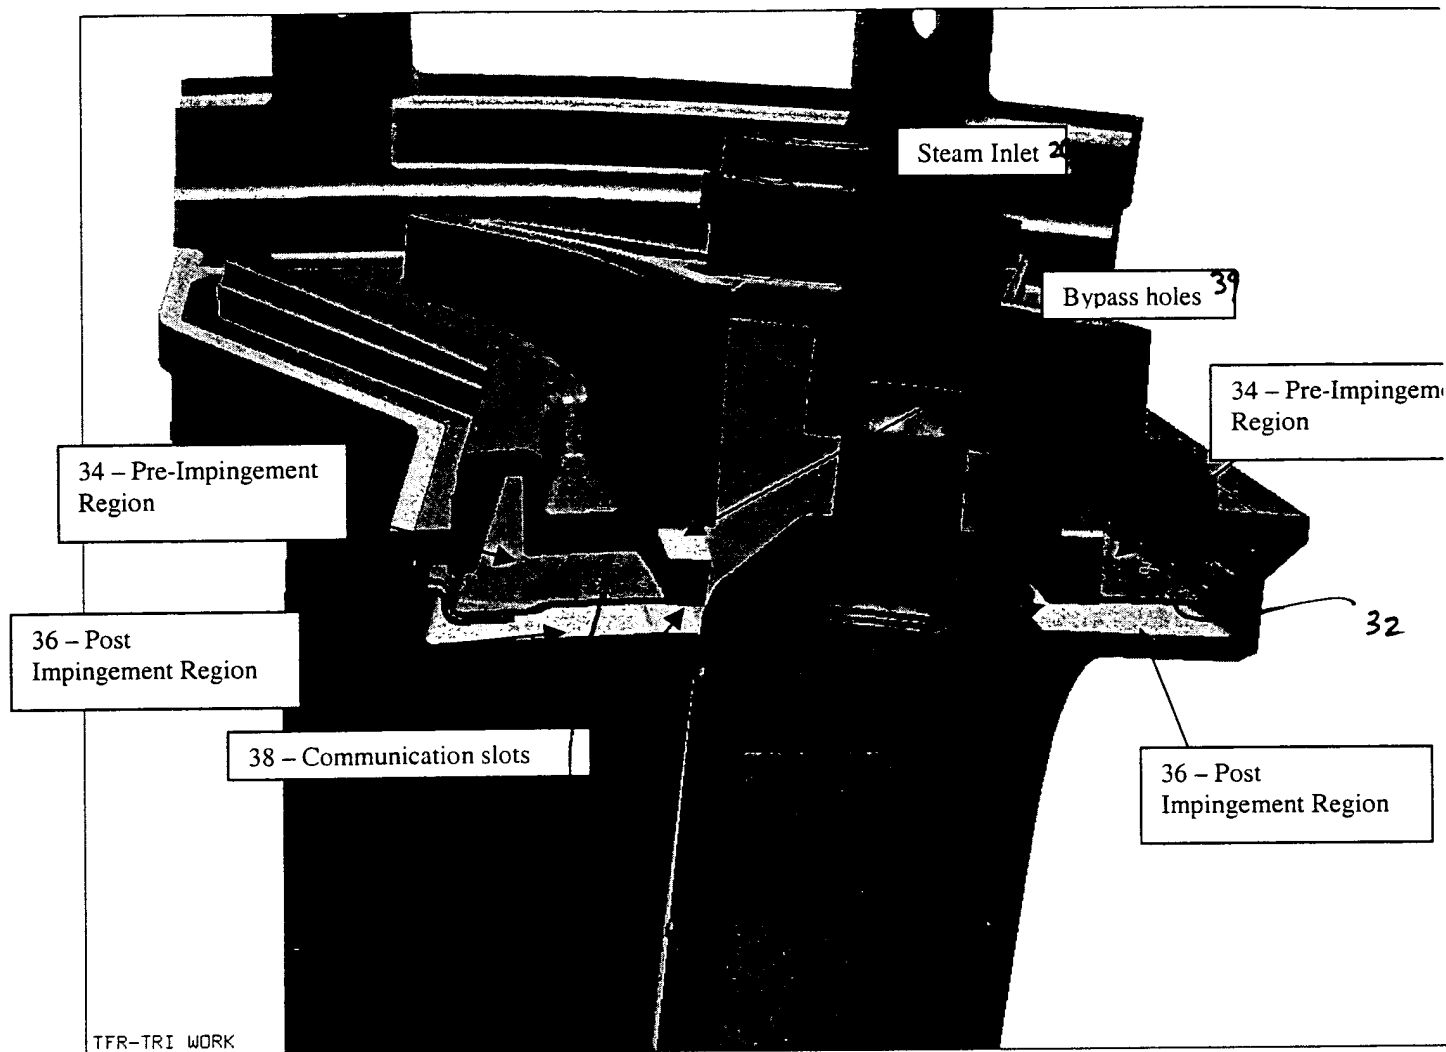 Steam Inlet
Bypass holes 39
34 – Pre-Impingem
Region
34 – Pre-Impingement
Region
32
36 – Post
Impingement Region
38 – Communication slots
36 – Post
Impingement Region
TFR-TRI WORK